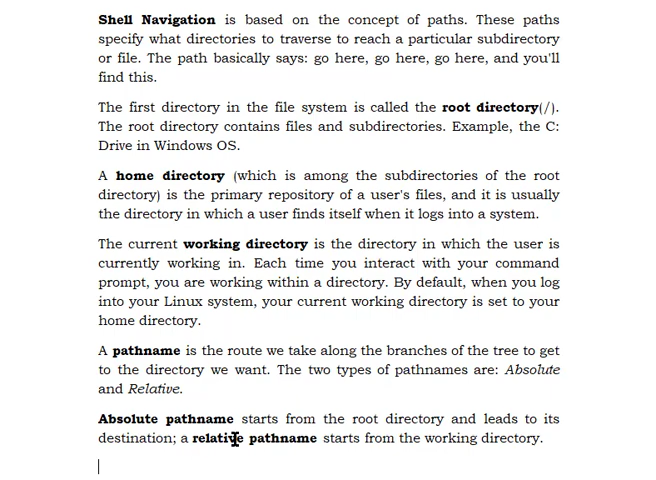 Shell Navigation is based on the concept of paths. These paths
specify what directories to traverse to reach a particular subdirectory
or file. The path basically says: go here, go here, go here, and you'll
find this.
The first directory in the file system is called the root directory(/).
The root directory contains files and subdirectories. Example, the C:
Drive in Windows OS.
A home directory (which is among the subdirectories of the root
directory) is the primary repository of a user's files, and it is usually
the directory in which a user finds itself when it logs into a system.
The current working directory is the directory in which the user is
currently working in. Each time you interact with your command
prompt, you are working within a directory. By default, when you log
into your Linux system, your current working directory is set to your
home directory.
A pathname is the route we take along the branches of the tree to get
to the directory we want. The two types of pathnames are: Absolute
and Relative.
Absolute pathname starts from the root directory and leads to its
destination; a relative pathname starts from the working directory.